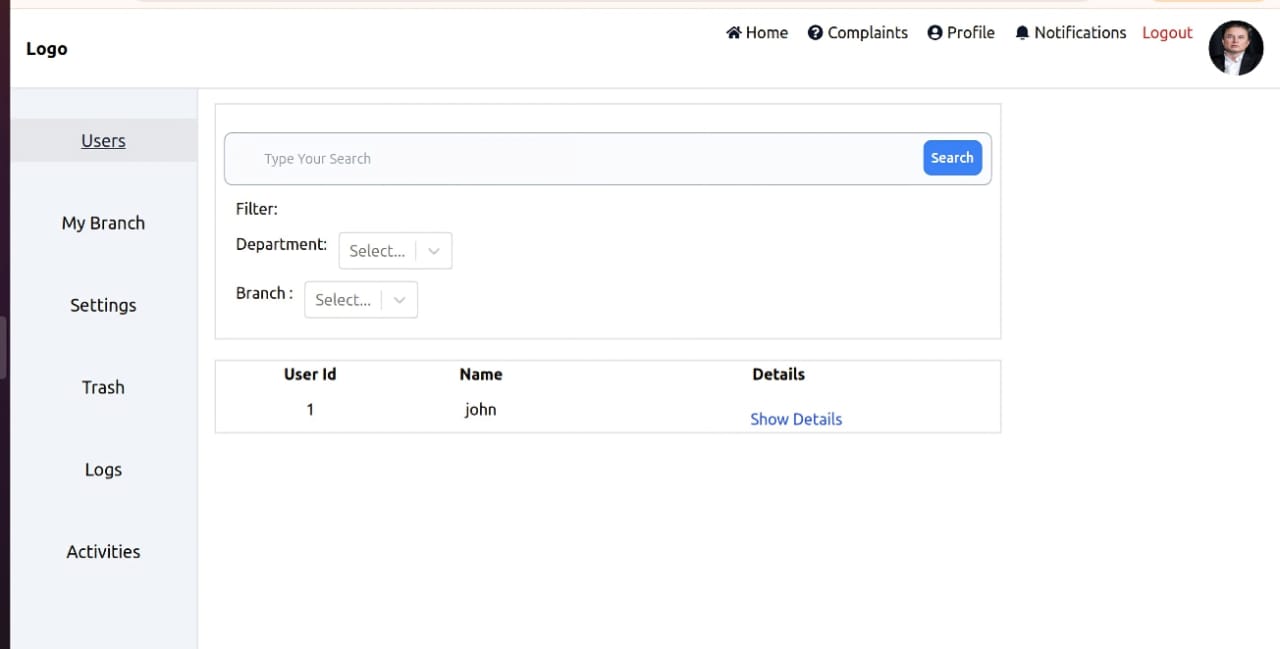 Logo
Home Complaints Profile Notifications Logout
Users
My Branch
Settings
Trash
Logs
Activities
Type Your Search Search
Filter:
Department: Select...
Branch : Select...
User Id Name Details
1 john Show Details